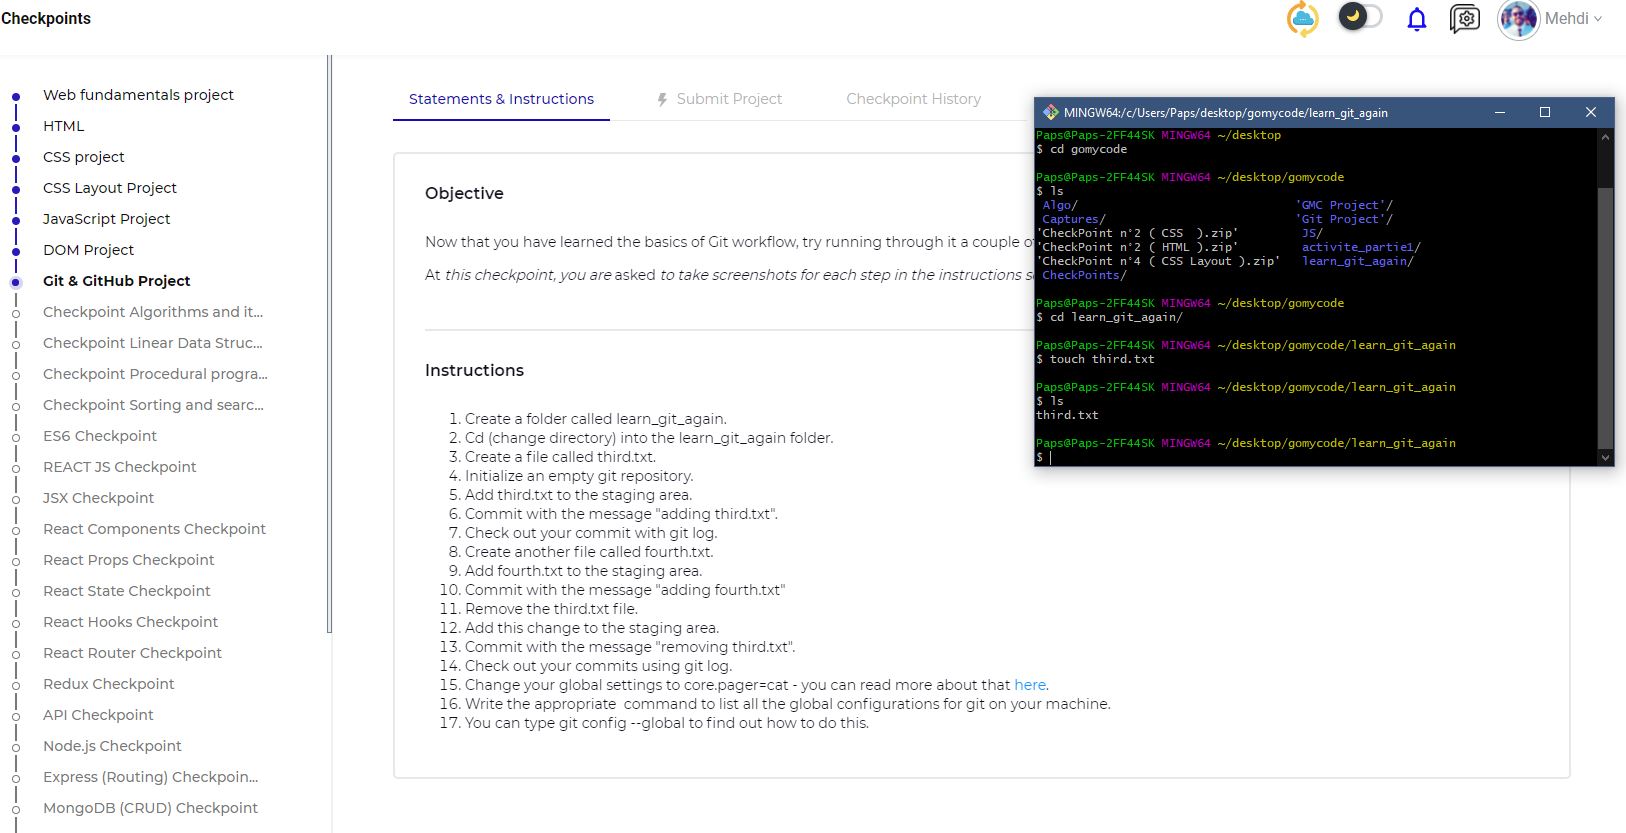 Checkpoints
Mehdi
Web fundamentals project
HTML
CSS project
CSS Layout Project
JavaScript Project
DOM Project
Git & GitHub Project
Checkpoint Algorithms and it...
Checkpoint Linear Data Struc...
Checkpoint Procedural progra...
Checkpoint Sorting and searc...
ES6 Checkpoint
REACT JS Checkpoint
JSX Checkpoint
React Components Checkpoint
React Props Checkpoint
React State Checkpoint
React Hooks Checkpoint
React Router Checkpoint
Redux Checkpoint
API Checkpoint
Node.js Checkpoint
Express (Routing) Checkpoin...
MongoDB (CRUD) Checkpoint
Statements & Instructions
Submit Project
Checkpoint History
Objective
Now that you have learned the basics of Git workflow, try running through it a couple o
At this checkpoint, you are asked to take screenshots for each step in the instructions s
Instructions
1. Create a folder called learn_git_again.
2. Cd (change directory) into the learn_git_again folder.
3. Create a file called third.txt.
4. Initialize an empty git repository.
5. Add third.txt to the staging area.
6. Commit with the message "adding third.txt".
7. Check out your commit with git log.
8. Create another file called fourth.txt.
9. Add fourth.txt to the staging area.
10. Commit with the message "adding fourth.txt"
11. Remove the third.txt file.
12. Add this change to the staging area.
13. Commit with the message "removing third.txt".
14. Check out your commits using git log.
15. Change your global settings to core.pager=cat - you can read more about that here.
16. Write the appropriate  command to list all the global configurations for git on your machine.
17. You can type git config --global to find out how to do this.
MINGW64:/c/Users/Paps/desktop/gomycode/learn_git_again
Paps@Paps-2FF44SK MINGW64 ~/desktop
$ cd gomycode
Paps@Paps-2FF44SK MINGW64 ~/desktop/gomycode
$ ls
Algo/ 'GMC Project'/
Captures/ 'Git Project'/
'CheckPoint n°2 ( CSS  ).zip' JS/
'CheckPoint n°2 ( HTML ).zip' activite_partie1/
'CheckPoint n°4 ( CSS Layout ).zip' learn_git_again/
CheckPoints/
Paps@Paps-2FF44SK MINGW64 ~/desktop/gomycode
$ cd learn_git_again/
Paps@Paps-2FF44SK MINGW64 ~/desktop/gomycode/learn_git_again
$ touch third.txt
Paps@Paps-2FF44SK MINGW64 ~/desktop/gomycode/learn_git_again
$ ls
third.txt
Paps@Paps-2FF44SK MINGW64 ~/desktop/gomycode/learn_git_again
$